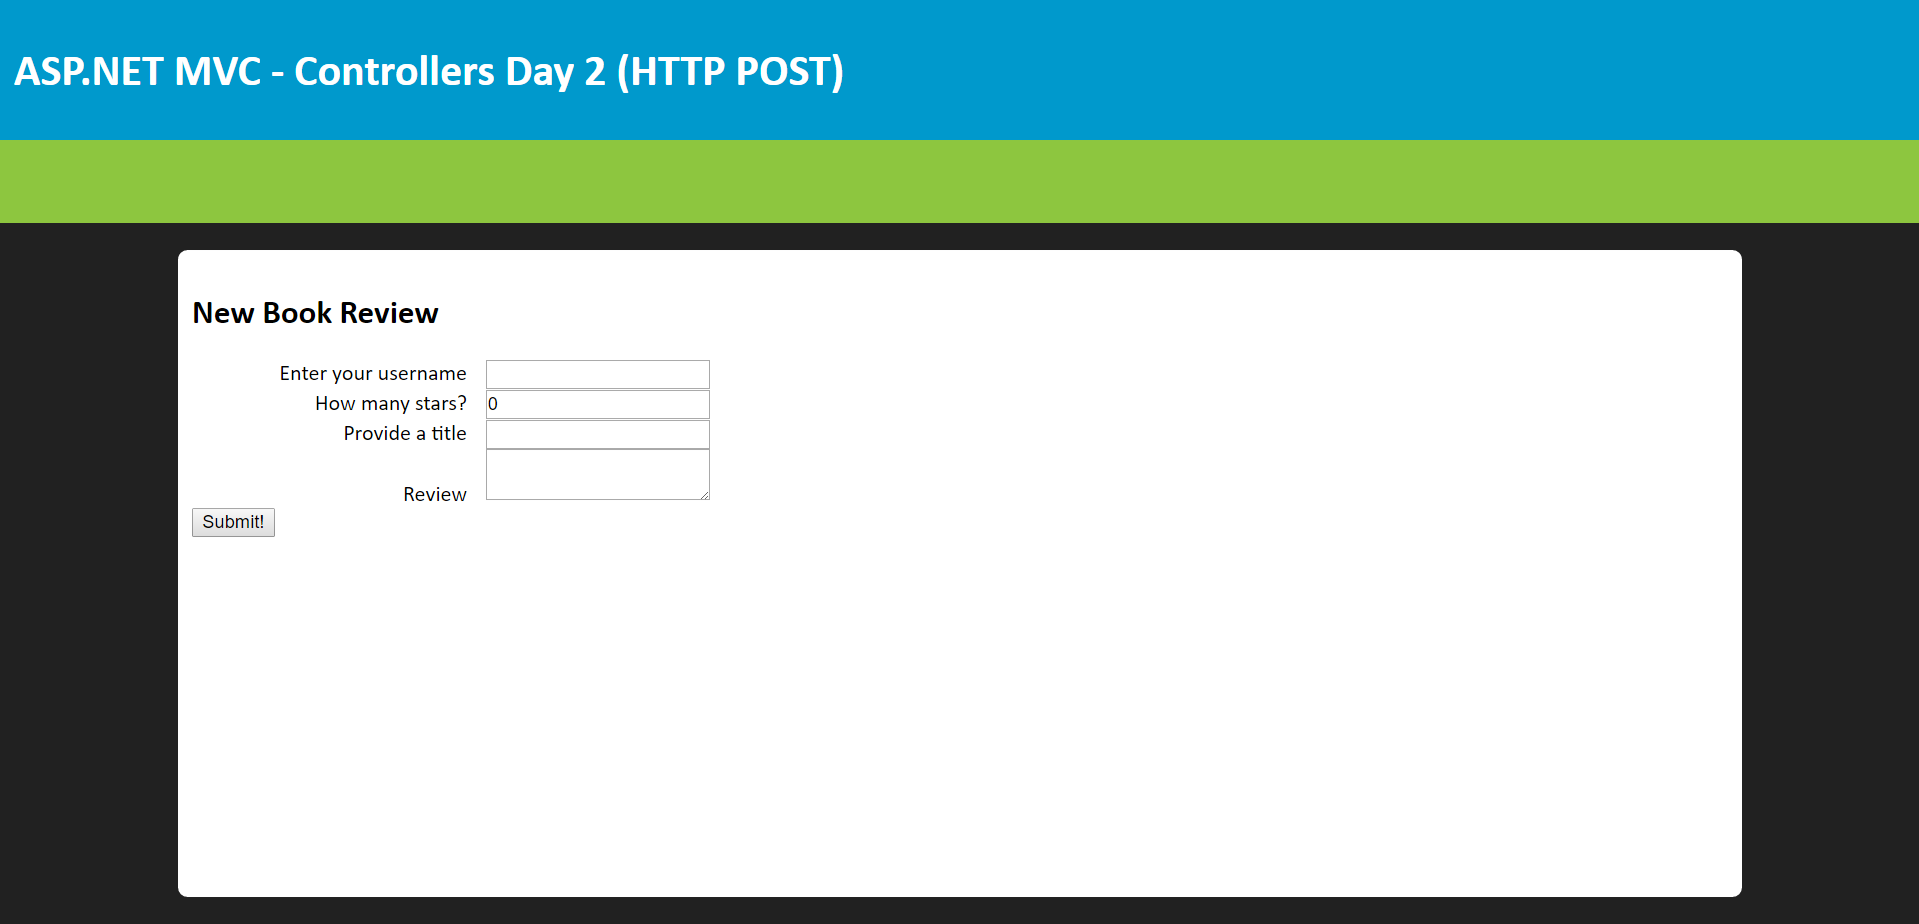 ASP.NET MVC - Controllers Day 2 (HTTP POST)
New Book Review
Enter your username
How many stars? 0
Provide a title
Review
Submit!